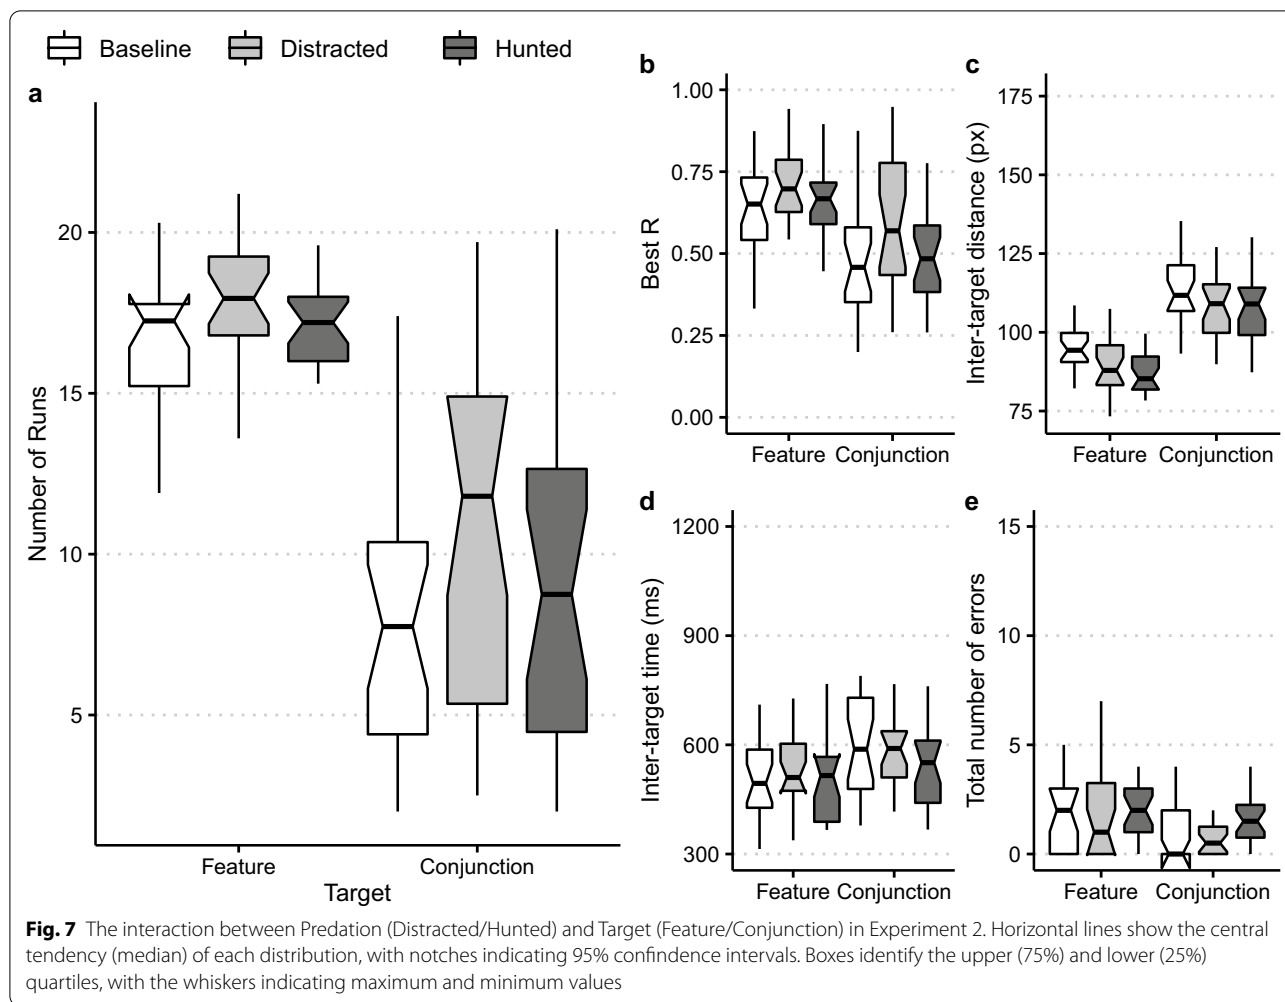 Baseline Distracted Hunted
a
20
15
10
5
Number of Runs
Feature Conjunction
Target
b
1.00
0.75
0.50
0.25
0.00
Best R
Feature Conjunction
c
175
150
125
100
75
Inter-target distance (px)
Feature Conjunction
d
1200
900
600
300
Inter-target time (ms)
Feature Conjunction
e
15
10
5
0
Total number of errors
Feature Conjunction
Fig. 7 The interaction between Predation (Distracted/Hunted) and Target (Feature/Conjunction) in Experiment 2. Horizontal lines show the central
tendency (median) of each distribution, with notches indicating 95% confindence intervals. Boxes identify the upper (75%) and lower (25%)
quartiles, with the whiskers indicating maximum and minimum values